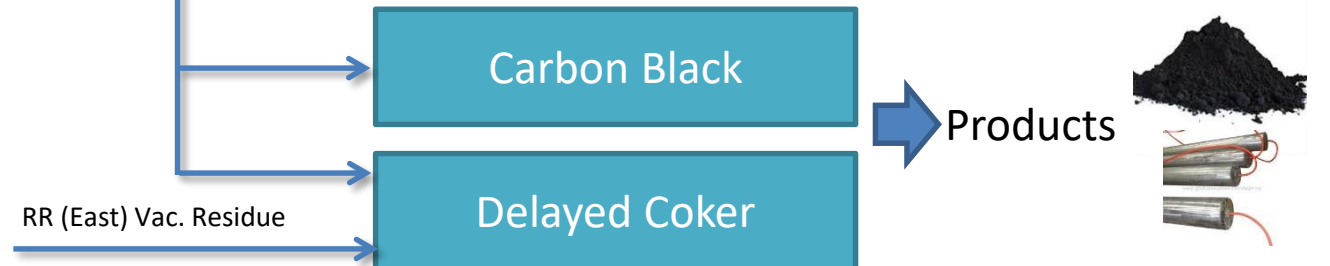 Carbon Black
Products
Delayed Coker
RR (East) Vac. Residue